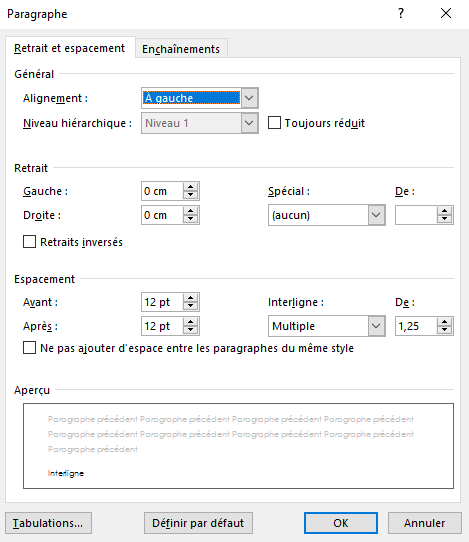 Paragraphe ? ×
Retrait et espacement Enchaînements
Général
Alignement : À gauche
Niveau hiérarchique : Niveau 1 Toujours réduit
Retrait
Gauche : 0 cm Spécial : De :
Droite : 0 cm (aucun)
Retraits inversés
Espacement
Avant : 12 pt Interligne : De :
Après : 12 pt Multiple 1,25
Ne pas ajouter d'espace entre les paragraphes du même style
Aperçu
Paragraphe précédent Paragraphe précédent Paragraphe précédent Paragraphe précédent
Paragraphe précédent Paragraphe précédent Paragraphe précédent Paragraphe précédent
Paragraphe précédent
Interligne
Tabulations... Définir par défaut OK Annuler